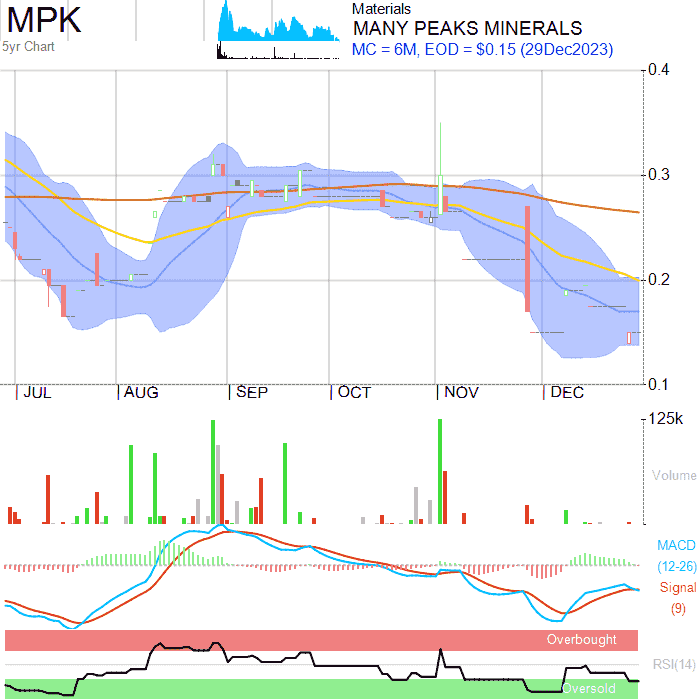 MPK
5yr Chart
Materials
MANY PEAKS MINERALS
MC = 6M, EOD = $0.15 (29Dec2023)
0.4
0.3
0.2
0.1
JUL AUG SEP OCT NOV DEC
125k
Volume
MACD
(12-26)
Signal
(9)
Overbought
RSI(14)
Oversold